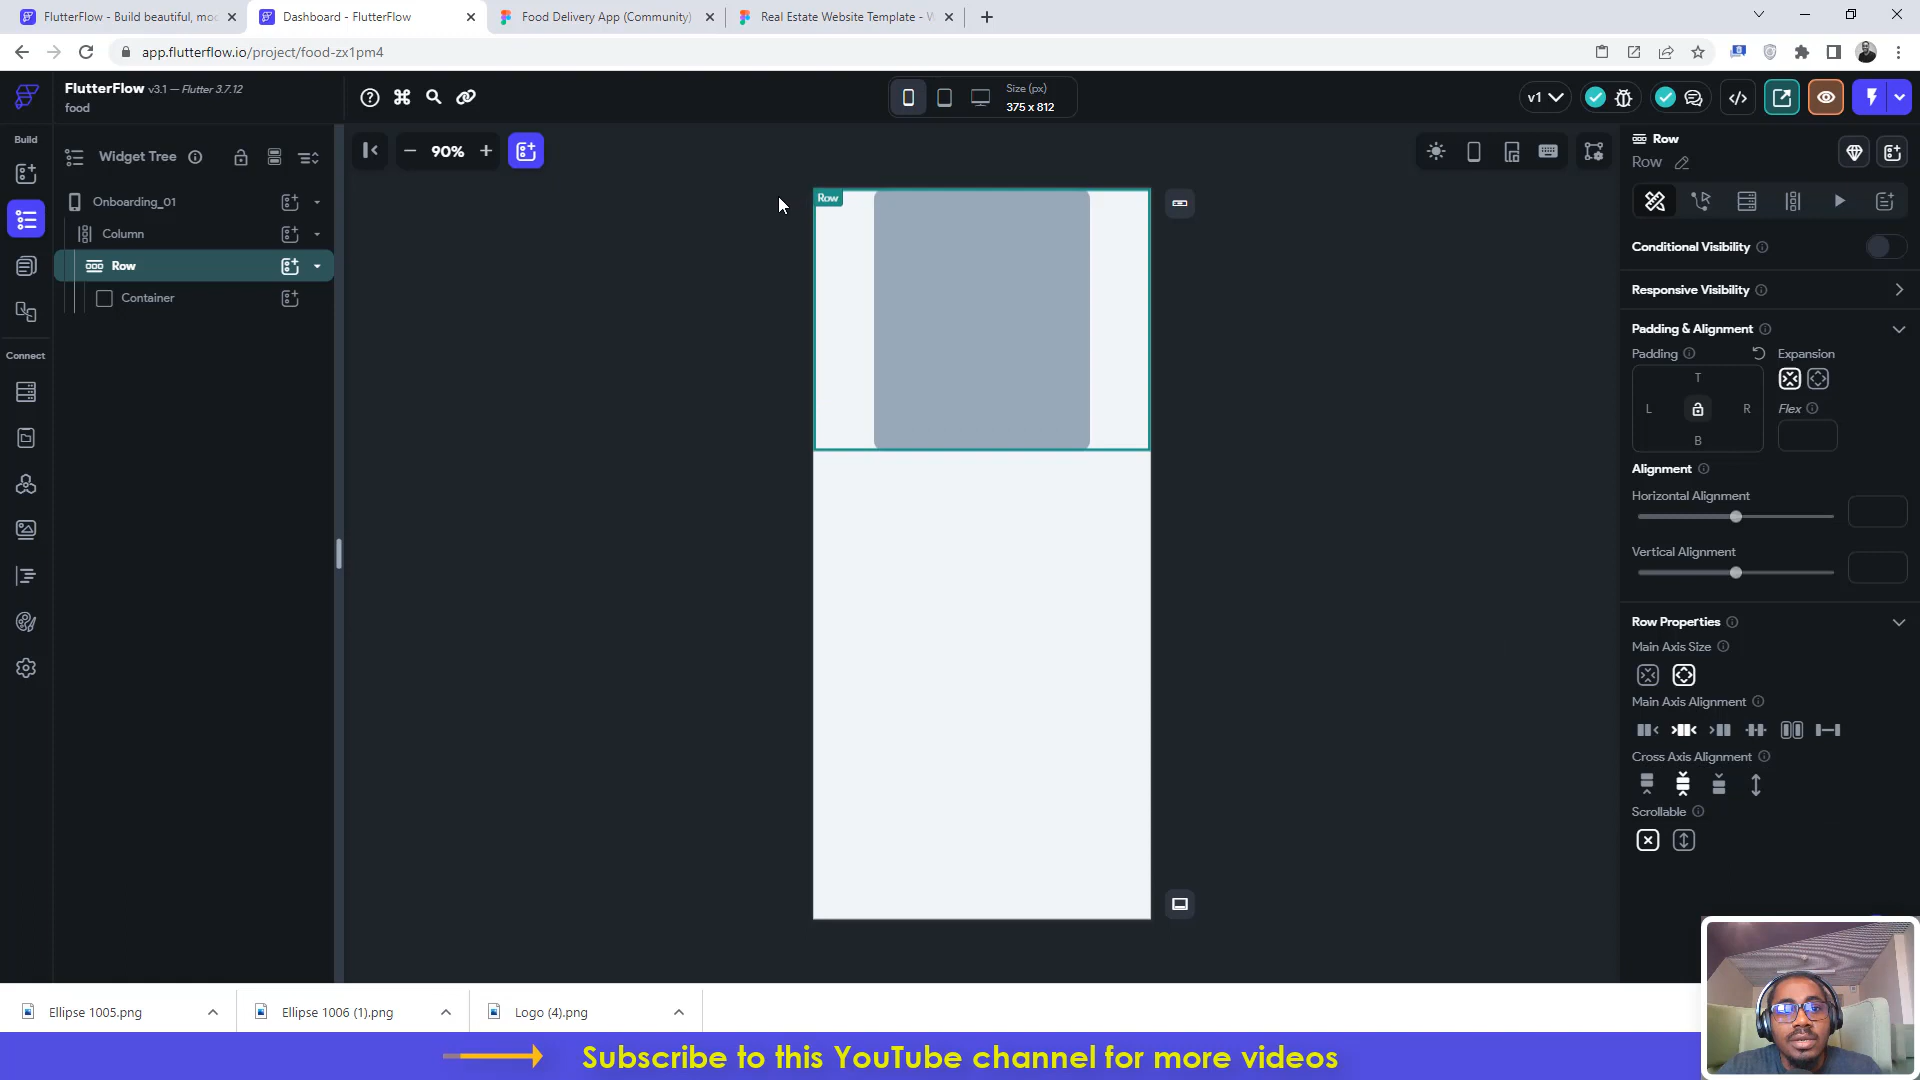 FlutterFlow - Build beautiful, mo
Dashboard - FlutterFlow
Food Delivery App (Community)
Real Estate Website Template - W
app.flutterflow.io/project/food-zx1pm4
FlutterFlow v3.1 — Flutter 3.7.12
food
Size (px)
375 x 812
v1
Build
Widget Tree
90%
Row
Row
Onboarding_01
Column
Row
Container
Connect
Row
Conditional Visibility
Responsive Visibility
Padding & Alignment
Padding
Expansion
T
L
R
B
Flex
Alignment
Horizontal Alignment
Vertical Alignment
Row Properties
Main Axis Size
Main Axis Alignment
Cross Axis Alignment
Scrollable
Ellipse 1005.png
Ellipse 1006 (1).png
Logo (4).png
Subscribe to this YouTube channel for more videos